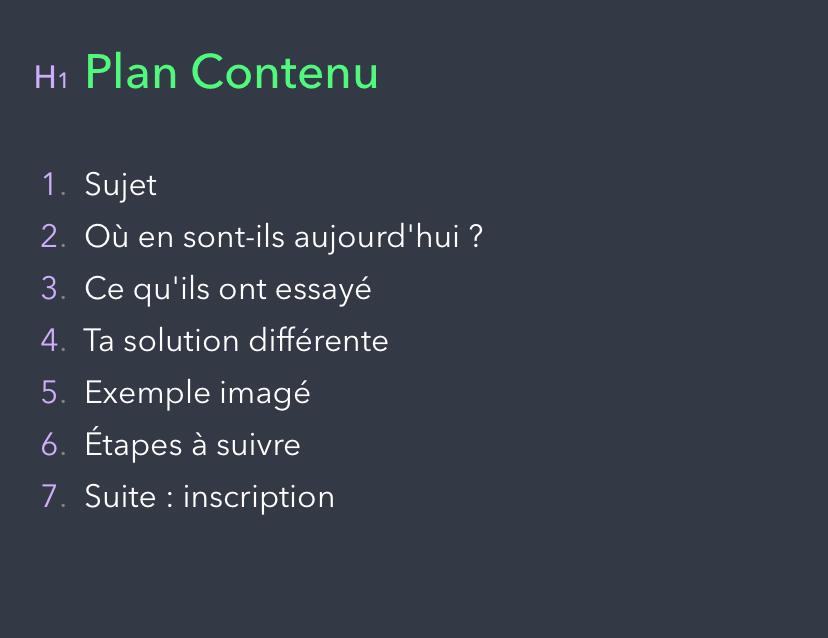 H1 Plan Contenu
1. Sujet
2. Où en sont-ils aujourd'hui ?
3. Ce qu'ils ont essayé
4. Ta solution différente
5. Exemple imagé
6. Étapes à suivre
7. Suite : inscription